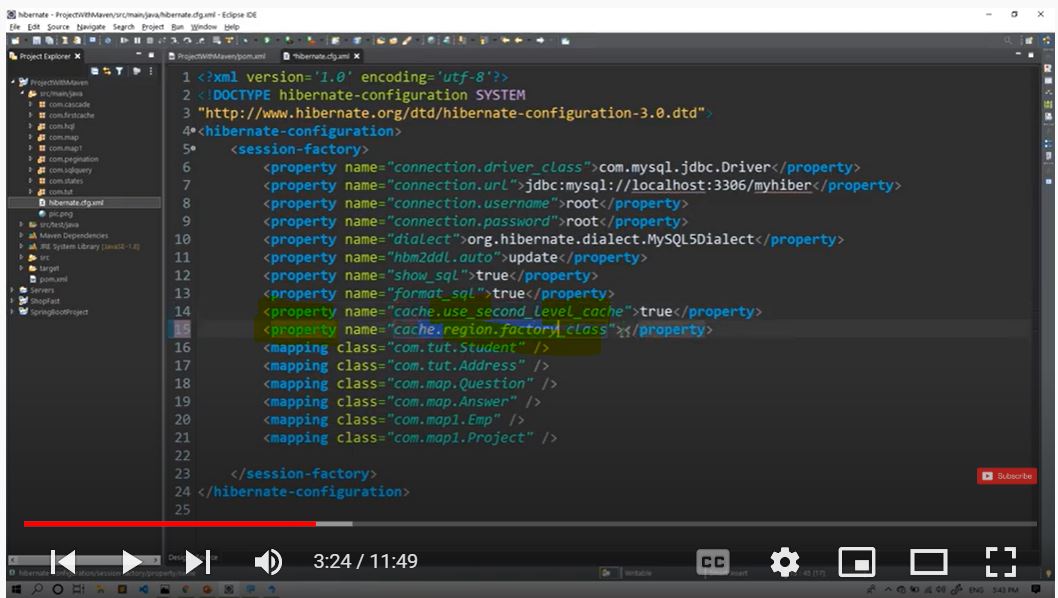 hibernate - ProjectWithMaven/src/main/java/hibernate.cfg.xml - Eclipse IDE
File Edit Source Navigate Search Project Run Window Help
Project Explorer
ProjectWithMaven/pom.xml
*hibernate.cfg.xml
ProjectWithMaven
src/main/java
com.cascade
com.firstcache
com.hql
com.map
com.map1
com.pegination
com.sqlquery
com.states
com.tut
hibernate.cfg.xml
pic.png
src/test/java
Maven Dependencies
JRE System Library [JavaSE-1.8]
src
target
pom.xml
Servers
ShopFast
SpringBootProject
1 <?xml version='1.0' encoding='utf-8'?>
2 <!DOCTYPE hibernate-configuration SYSTEM
3 "http://www.hibernate.org/dtd/hibernate-configuration-3.0.dtd">
4 <hibernate-configuration>
5 <session-factory>
6 <property name="connection.driver_class">com.mysql.jdbc.Driver</property>
7 <property name="connection.url">jdbc:mysql://localhost:3306/myhiber</property>
8 <property name="connection.username">root</property>
9 <property name="connection.password">root</property>
10 <property name="dialect">org.hibernate.dialect.MySQL5Dialect</property>
11 <property name="hbm2ddl.auto">update</property>
12 <property name="show_sql">true</property>
13 <property name="format_sql">true</property>
14 <property name="cache.use_second_level_cache">true</property>
15 <property name="cache.region.factory_class"></property>
16 <mapping class="com.tut.Student" />
17 <mapping class="com.tut.Address" />
18 <mapping class="com.map.Question" />
19 <mapping class="com.map.Answer" />
20 <mapping class="com.map1.Emp" />
21 <mapping class="com.map1.Project" />
22
23 </session-factory>
24 </hibernate-configuration>
25
Subscribe
3:24 / 11:49
CC
Writable
ENG 5:43 PM